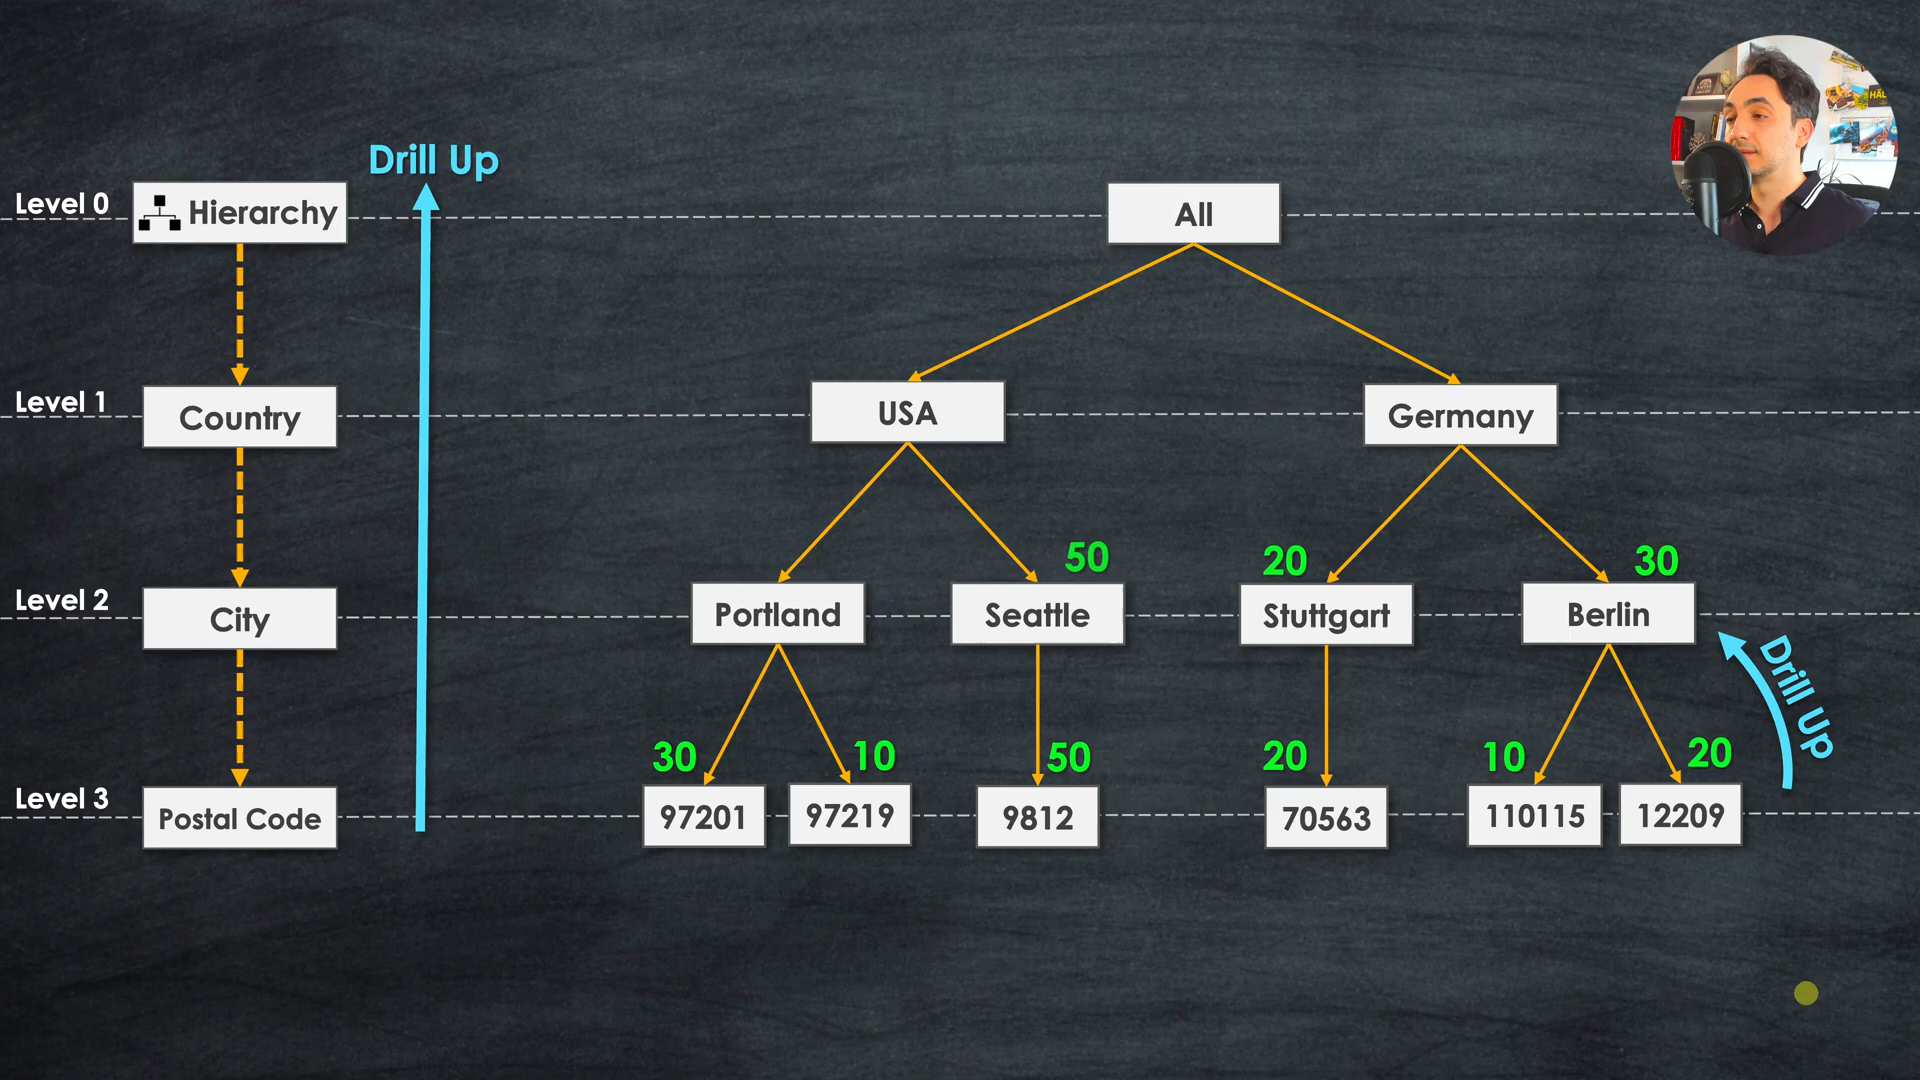 Drill Up
Level 0
Hierarchy
All
HÄL
Level 1
Country
USA
Germany
50
20
30
Level 2
City
Portland
Seattle
Stuttgart
Berlin
Drill Up
30
10
50
20
10
20
Level 3
Postal Code
97201
97219
9812
70563
110115
12209